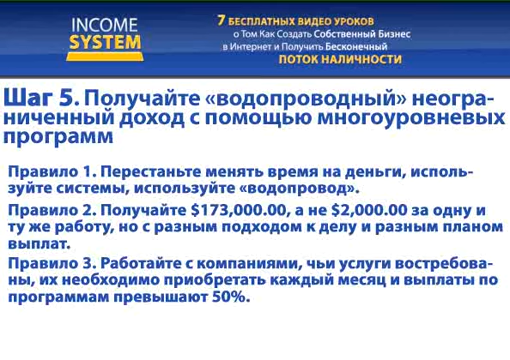 INCOME
SYSTEM
7 БЕСПЛАТНЫХ ВИДЕО УРОКОВ
о Том Как Создать Собственный Бизнес
в Интернет и Получить Бесконечный
ПОТОК НАЛИЧНОСТИ
Шаг 5. Получайте «водопроводный» неогра-
ниченный доход с помощью многоуровневых
программ
Правило 1. Перестаньте менять время на деньги, исполь-
зуйте системы, используйте «водопровод».
Правило 2. Получайте $173,000.00, а не $2,000.00 за одну и
ту же работу, но с разным подходом к делу и разным планом
выплат.
Правило 3. Работайте с компаниями, чьи услуги востребова-
ны, их необходимо приобретать каждый месяц и выплаты по
программам превышают 50%.